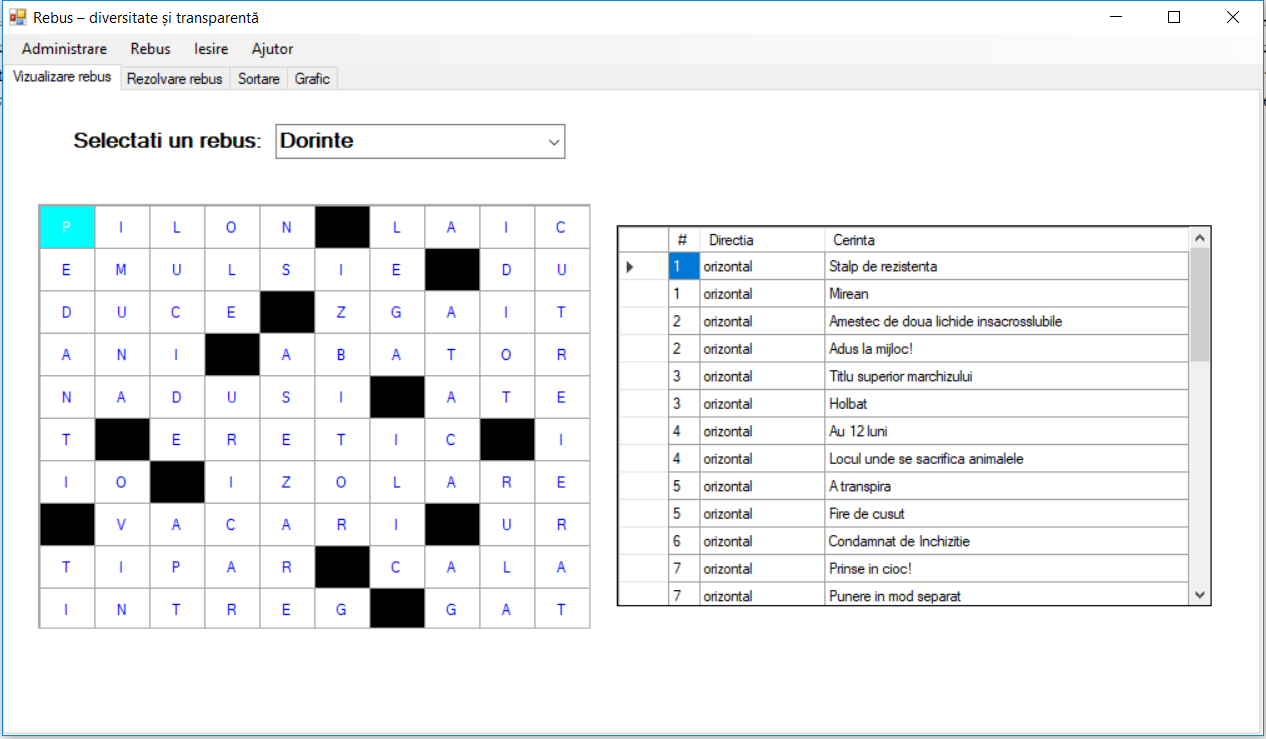 Rebus – diversitate și transparentă
Administrare Rebus Iesire Ajutor
Vizualizare rebus Rezolvare rebus Sortare Grafic
Selectati un rebus: Dorinte
P I L O N L A I C
E M U L S I E D U
D U C E Z G A I T
A N I A B A T O R
N A D U S I A T E
T E R E T I C I
I O I Z O L A R E
V A C A R I U R
T I P A R C A L A
I N T R E G G A T
# Directia Cerinta
1 orizontal Stalp de rezistenta
1 orizontal Mirean
2 orizontal Amestec de doua lichide insacrosslubile
2 orizontal Adus la mijloc!
3 orizontal Titlu superior marchizului
3 orizontal Holbat
4 orizontal Au 12 luni
4 orizontal Locul unde se sacrifica animalele
5 orizontal A transpira
5 orizontal Fire de cusut
6 orizontal Condamnat de Inchizitie
7 orizontal Prinse in cioc!
7 orizontal Punere in mod separat